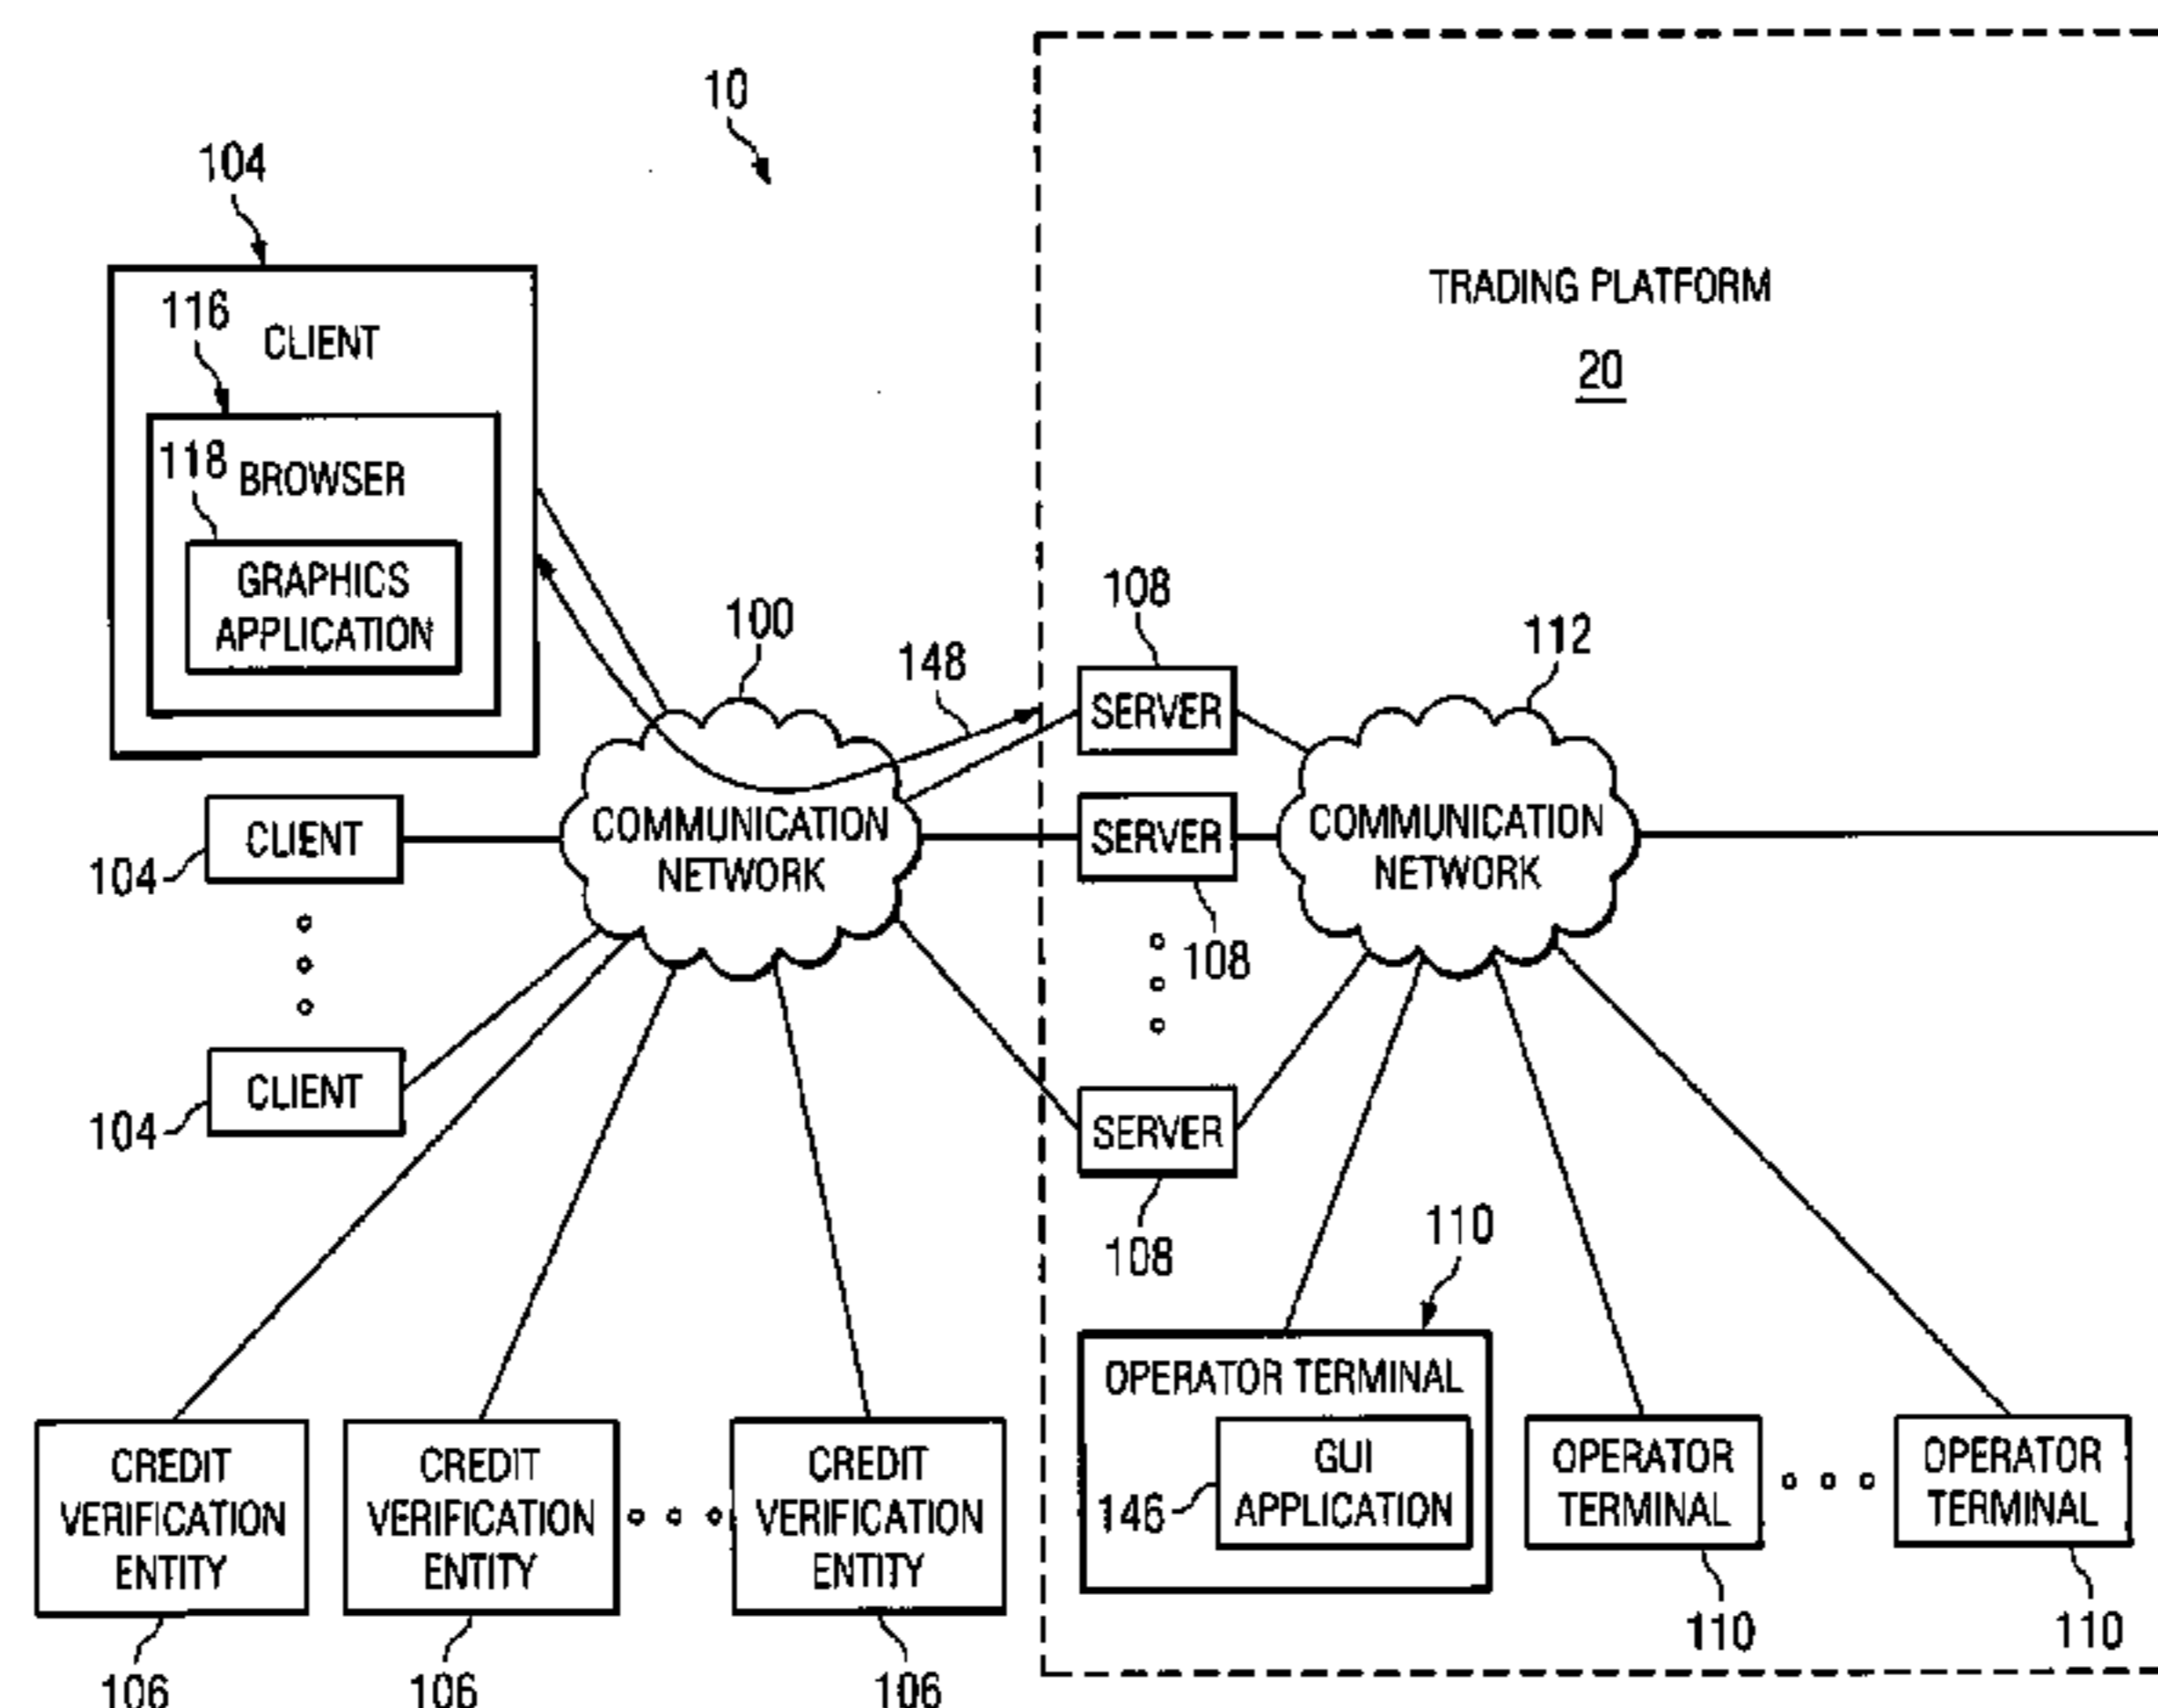 10
104
116
CLIENT
118
BROWSER
GRAPHICS
APPLICATION
TRADING PLATFORM
20
100
148
108
112
SERVER
CLIENT
104
COMMUNICATION
NETWORK
SERVER
108
COMMUNICATION
NETWORK
CLIENT
104
SERVER
108
110
OPERATOR TERMINAL
GUI
APPLICATION
146
OPERATOR
TERMINAL
110
OPERATOR
TERMINAL
110
CREDIT
VERIFICATION
ENTITY
106
CREDIT
VERIFICATION
ENTITY
106
CREDIT
VERIFICATION
ENTITY
106